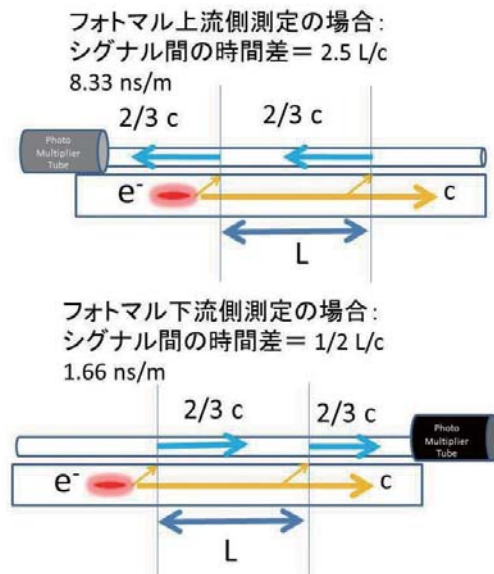 フォトマル上流側測定の場合:
シグナル間の時間差= 2.5 L/c
8.33 ns/m
2/3 c
2/3 c
Photo
Multiplier
Tube
e-
c
L
フォトマル下流側測定の場合:
シグナル間の時間差= 1/2 L/c
1.66 ns/m
2/3 c
2/3 c
Photo
Multiplier
Tube
e-
c
L